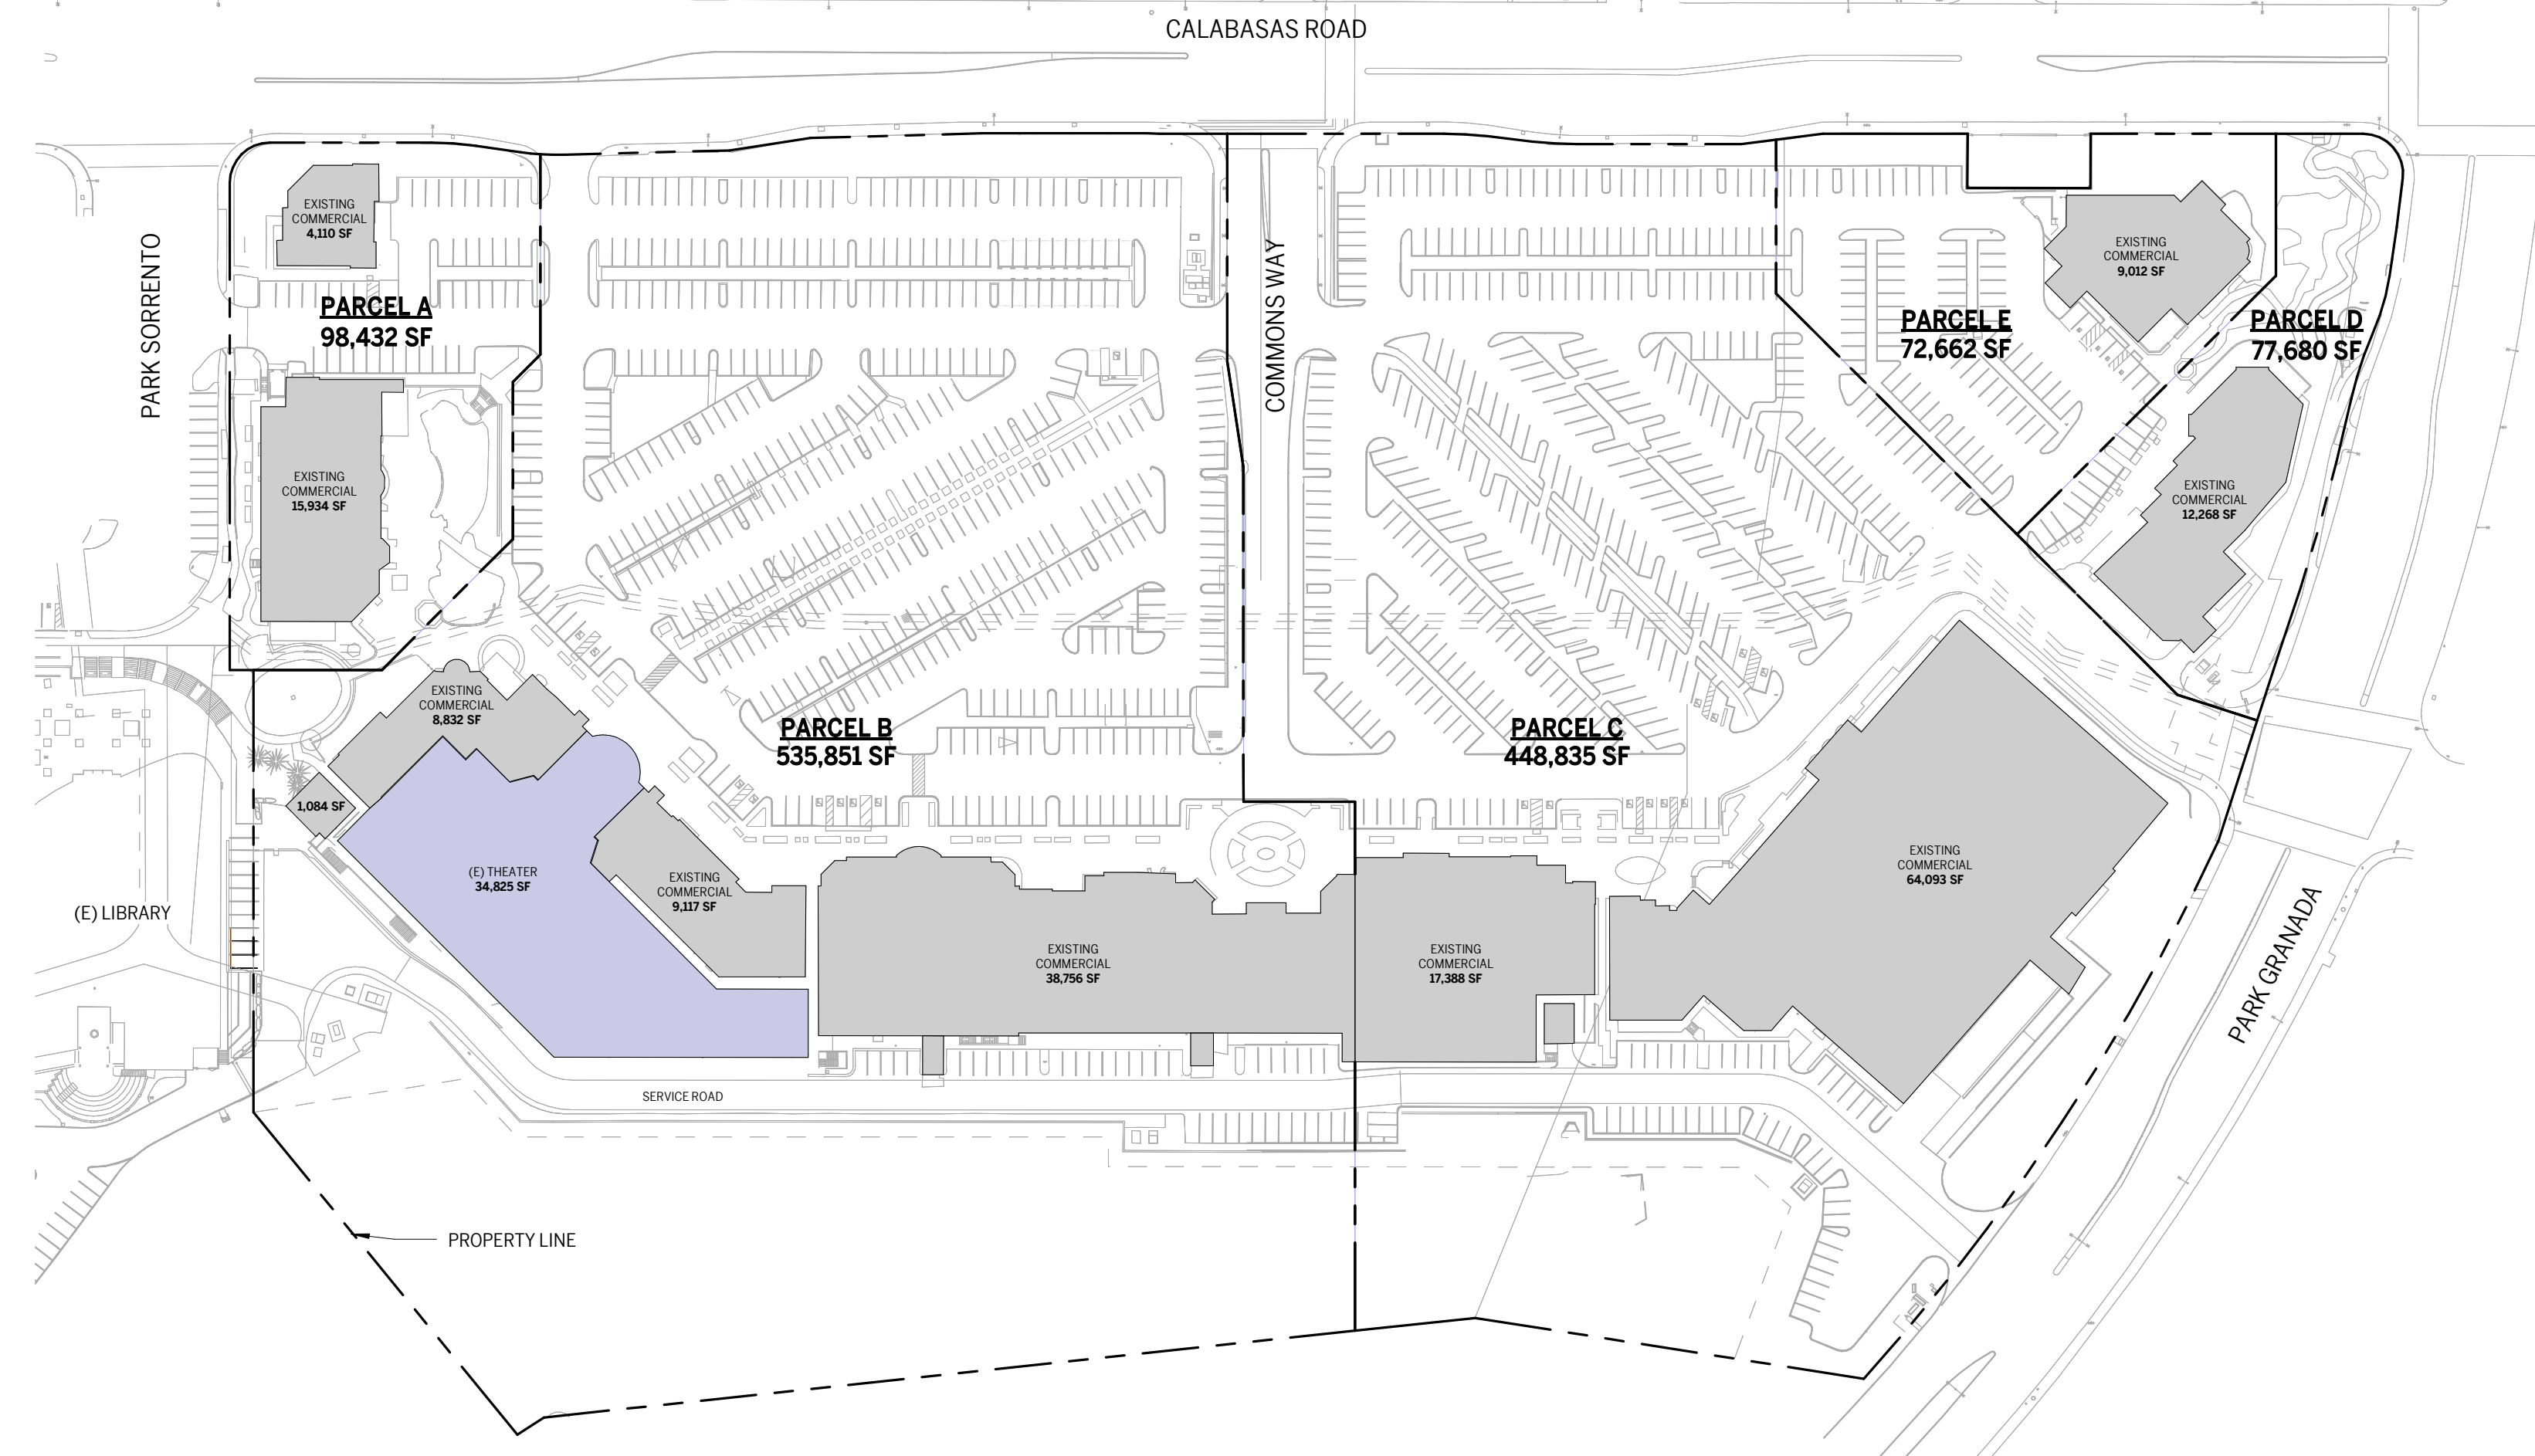 CALABASAS ROAD
PARK SORRENTO
COMMONS WAY
EXISTING
COMMERCIAL
4,110 SF
PARCEL A
98,432 SF
EXISTING
COMMERCIAL
15,934 SF
EXISTING
COMMERCIAL
9,012 SF
PARCEL E
72,662 SF
PARCEL D
77,680 SF
EXISTING
COMMERCIAL
12,268 SF
EXISTING
COMMERCIAL
8,832 SF
PARCEL B
535,851 SF
PARCEL C
448,835 SF
1,084 SF
(E) THEATER
34,825 SF
EXISTING
COMMERCIAL
9,117 SF
EXISTING
COMMERCIAL
64,093 SF
(E) LIBRARY
EXISTING
COMMERCIAL
38,756 SF
EXISTING
COMMERCIAL
17,388 SF
PARK GRANADA
SERVICE ROAD
PROPERTY LINE